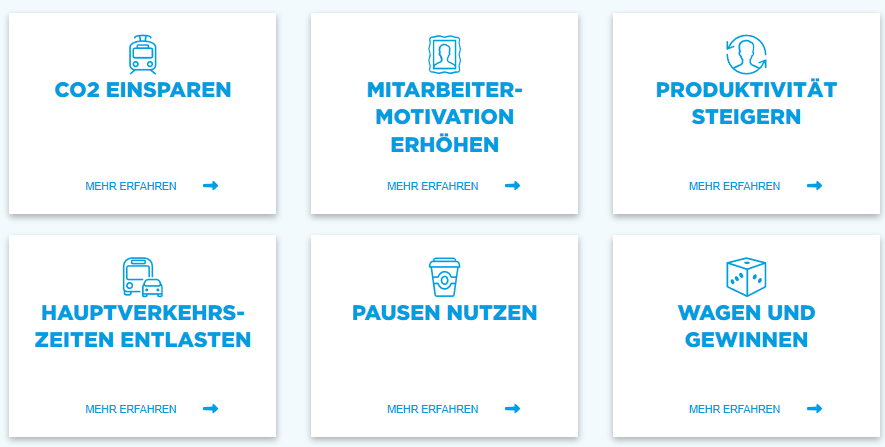 CO2 EINSPAREN
MEHR ERFAHREN
MITARBEITER-
MOTIVATION
ERHÖHEN
MEHR ERFAHREN
PRODUKTIVITÄT
STEIGERN
MEHR ERFAHREN
HAUPTVERKEHRS-
ZEITEN ENTLASTEN
MEHR ERFAHREN
PAUSEN NUTZEN
MEHR ERFAHREN
WAGEN UND
GEWINNEN
MEHR ERFAHREN